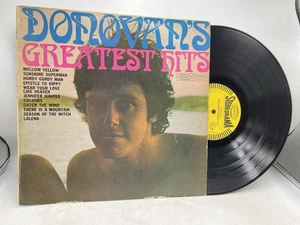 DONOVAN'S
GREATEST HITS
MELLOW YELLOW
SUNSHINE SUPERMAN
HURDY GURDY MAN
EPISTLE TO DIPPY
WEAR YOUR LOVE
LIKE HEAVEN
JENNIFER JUNIPER
COLOURS
CATCH THE WIND
THERE IS A MOUNTAIN
SEASON OF THE WITCH
LALENA